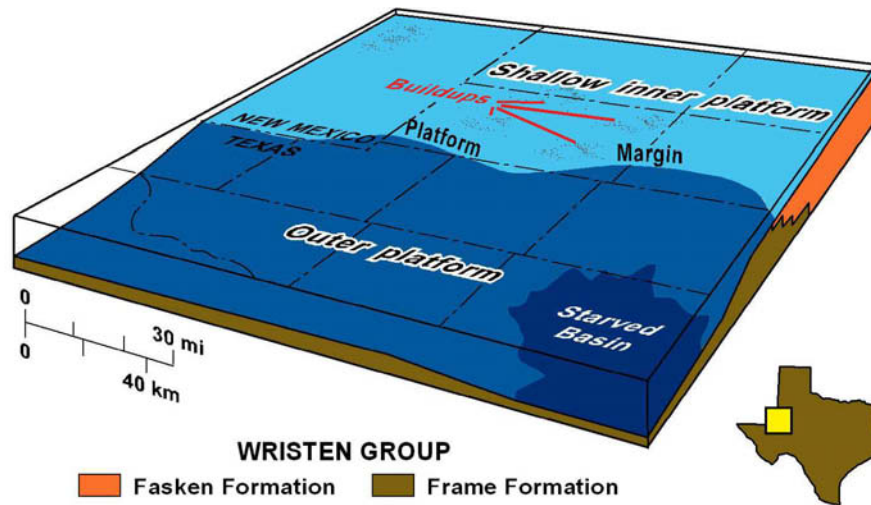 Shallow inner platform
Buildups
NEW MEXICO
TEXAS
Platform
Margin
Outer platform
Starved
Basin
0
30 mi
0
40 km
WRISTEN GROUP
Fasken Formation
Frame Formation